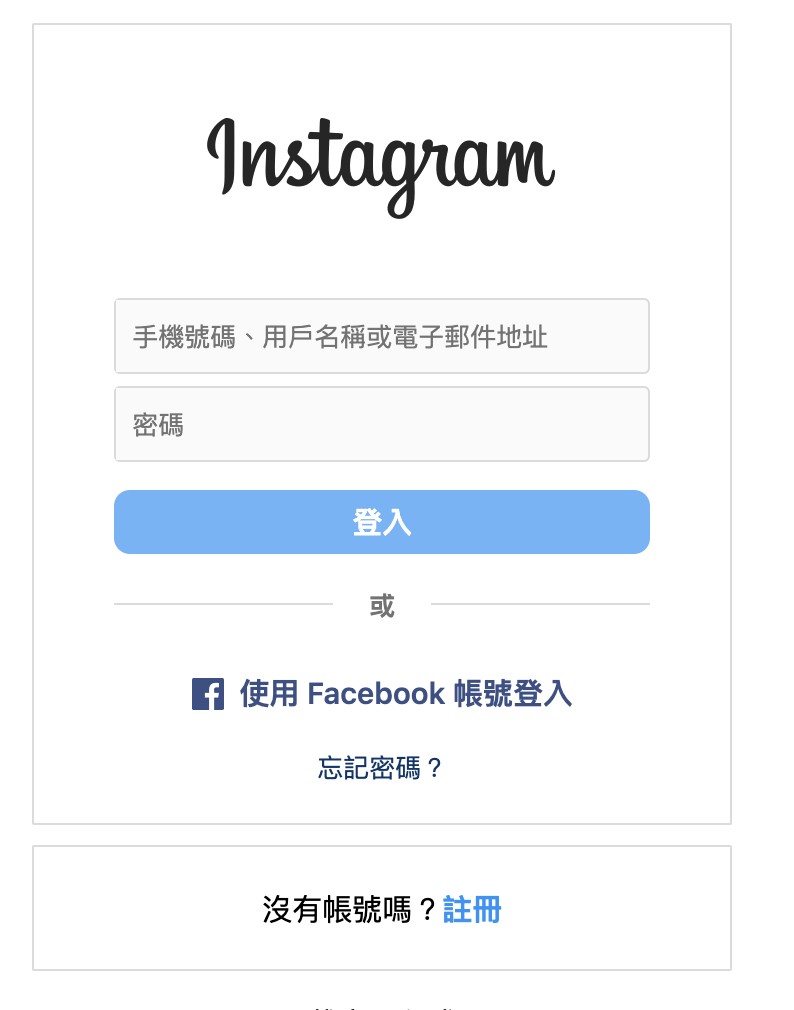 Instagram
手機號碼、用戶名稱或電子郵件地址
密碼
登入
或
使用 Facebook 帳號登入
忘記密碼？
沒有帳號嗎？註冊